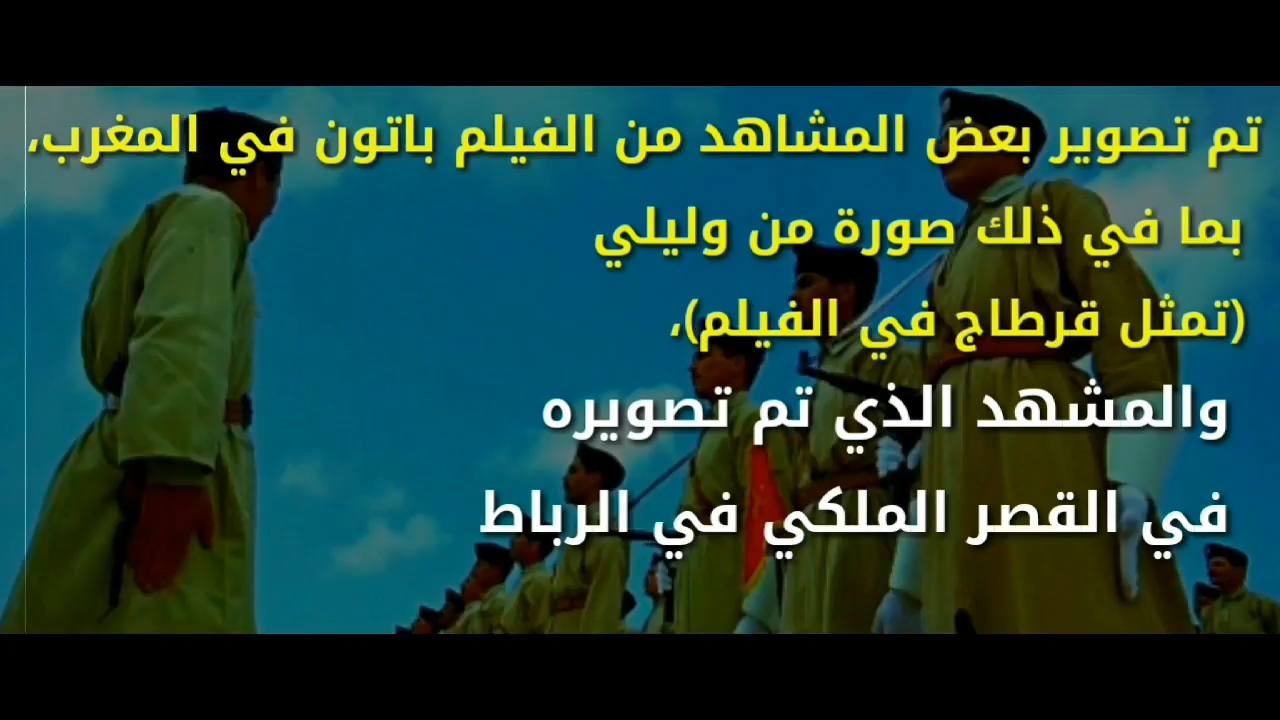 تم تصوير بعض المشاهد من الفيلم باتون في المغرب،
بما في ذلك صورة من وليلي
(تمثل قرطاج في الفيلم)،
والمشهد الذي تم تصويره
في القصر الملكي في الرباط